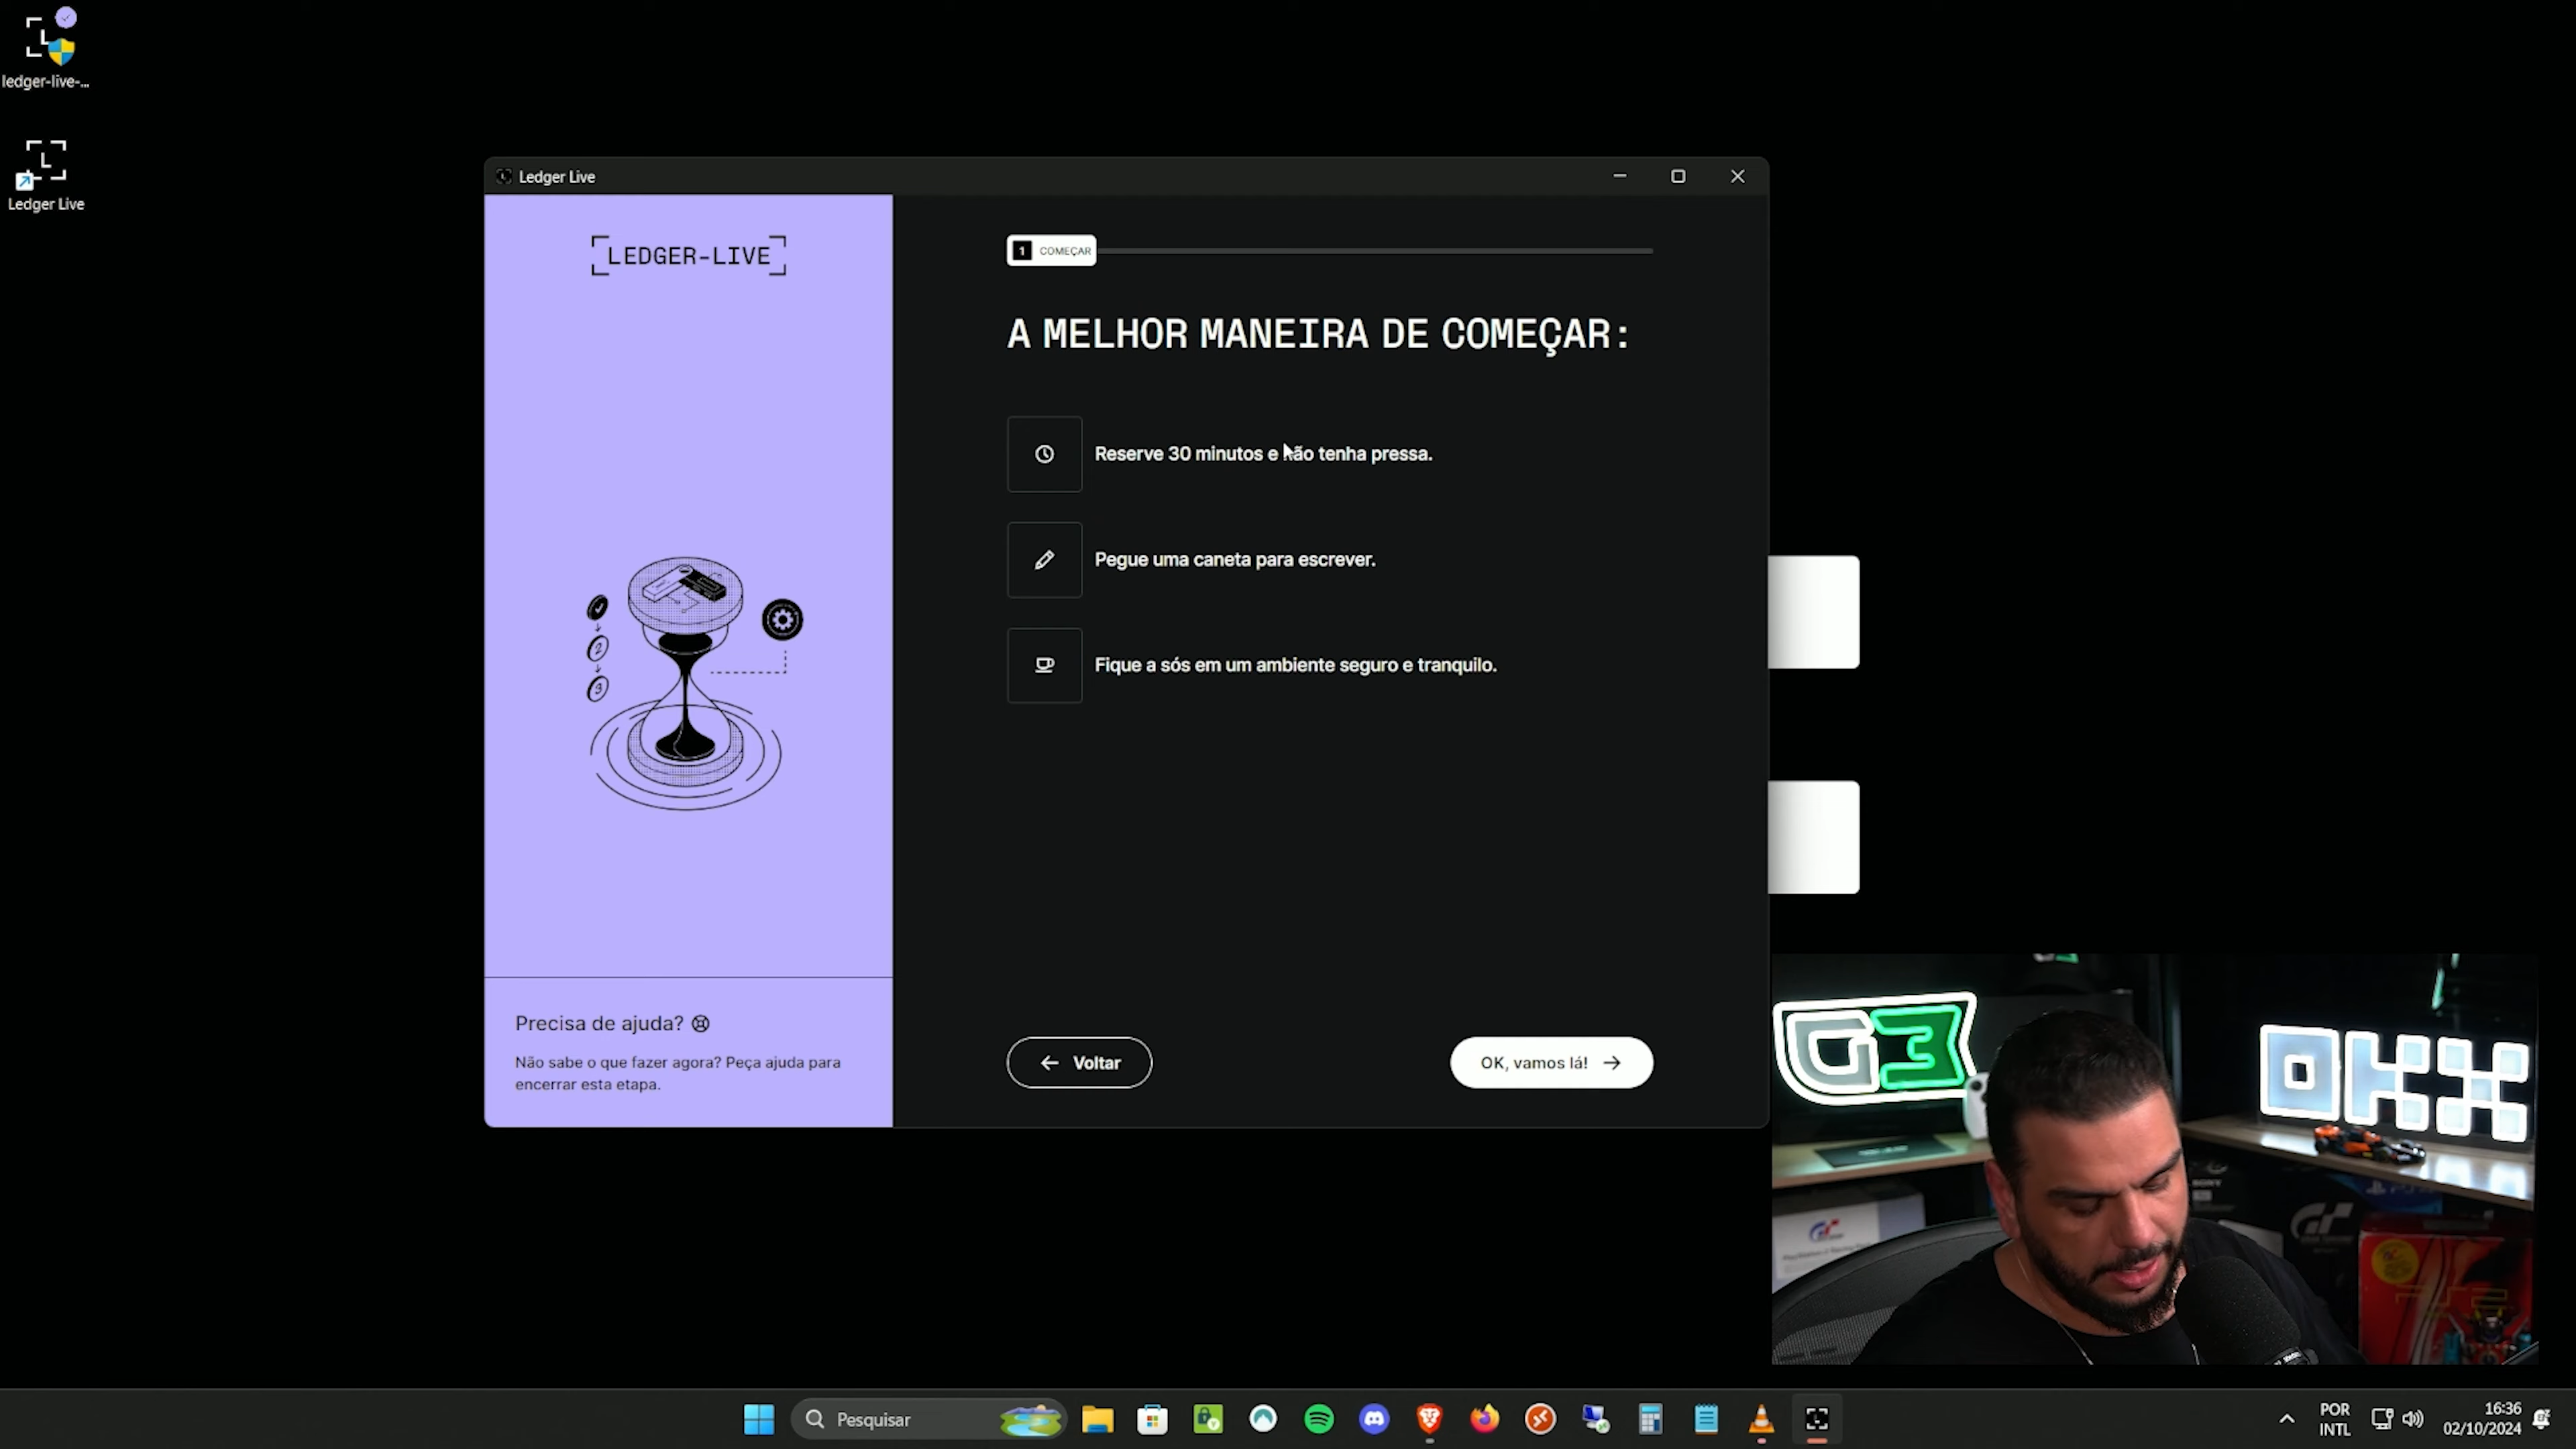 ledger-live-...
Ledger Live
Ledger Live
LEDGER-LIVE
1 COMEÇAR
A MELHOR MANEIRA DE COMEÇAR:
Reserve 30 minutos e não tenha pressa.
Pegue uma caneta para escrever.
Fique a sós em um ambiente seguro e tranquilo.
2
3
Precisa de ajuda?
Não sabe o que fazer agora? Peça ajuda para
encerrar esta etapa.
Voltar
OK, vamos lá!
G3
OKX
SONY
Pesquisar
POR
INTL
16:36
02/10/2024